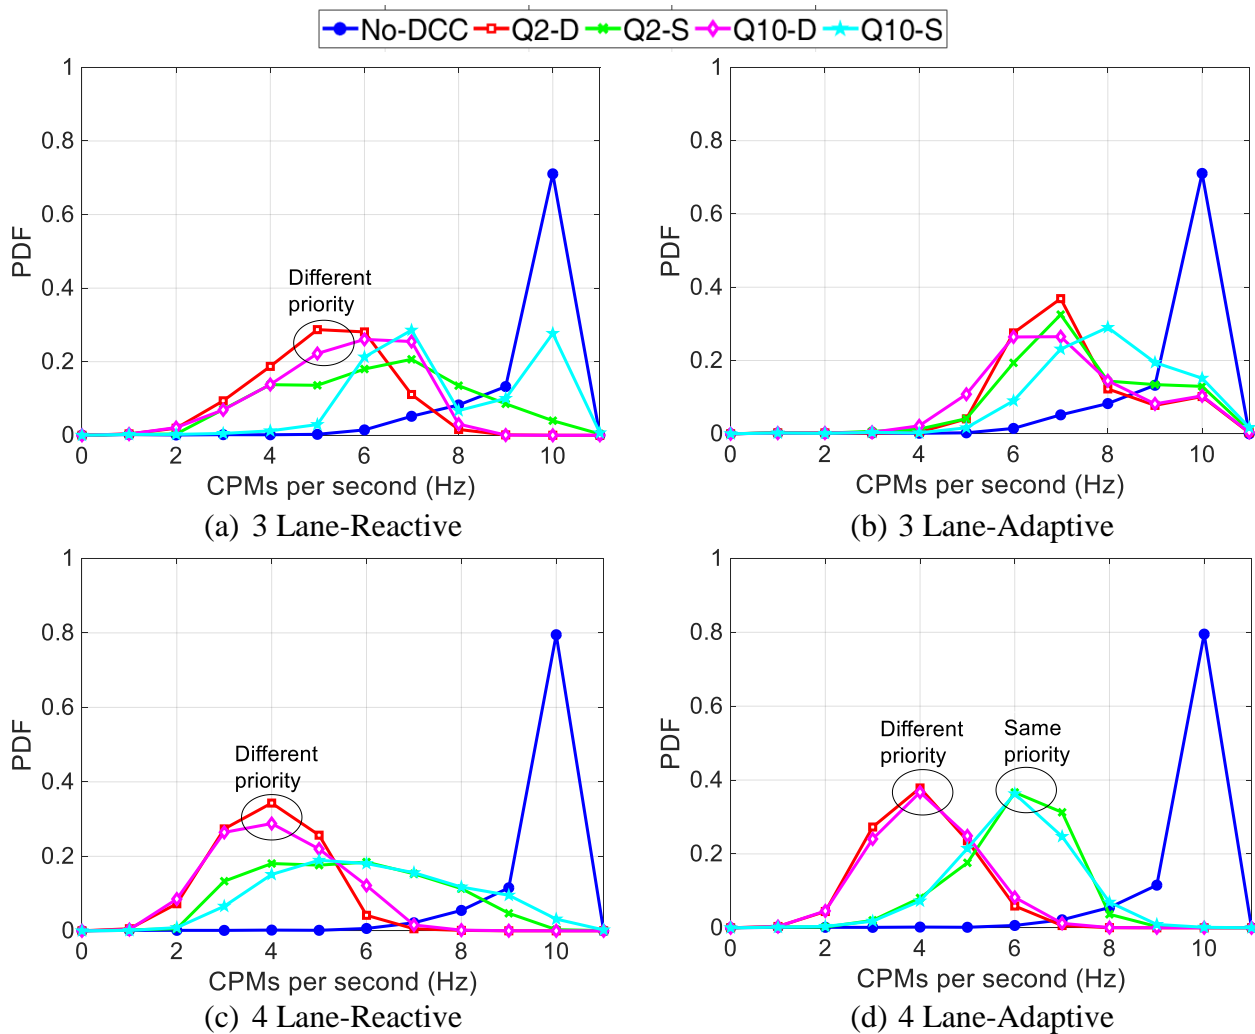 No-DCC Q2-D Q2-S Q10-D Q10-S
1
0.8
0.6
0.4
0.2
0
PDF
Different
priority
0 2 4 6 8 10
CPMs per second (Hz)
(a) 3 Lane-Reactive
1
0.8
0.6
0.4
0.2
0
PDF
0 2 4 6 8 10
CPMs per second (Hz)
(b) 3 Lane-Adaptive
1
0.8
0.6
0.4
0.2
0
PDF
Different
priority
0 2 4 6 8 10
CPMs per second (Hz)
(c) 4 Lane-Reactive
1
0.8
0.6
0.4
0.2
0
PDF
Different
priority
Same
priority
0 2 4 6 8 10
CPMs per second (Hz)
(d) 4 Lane-Adaptive